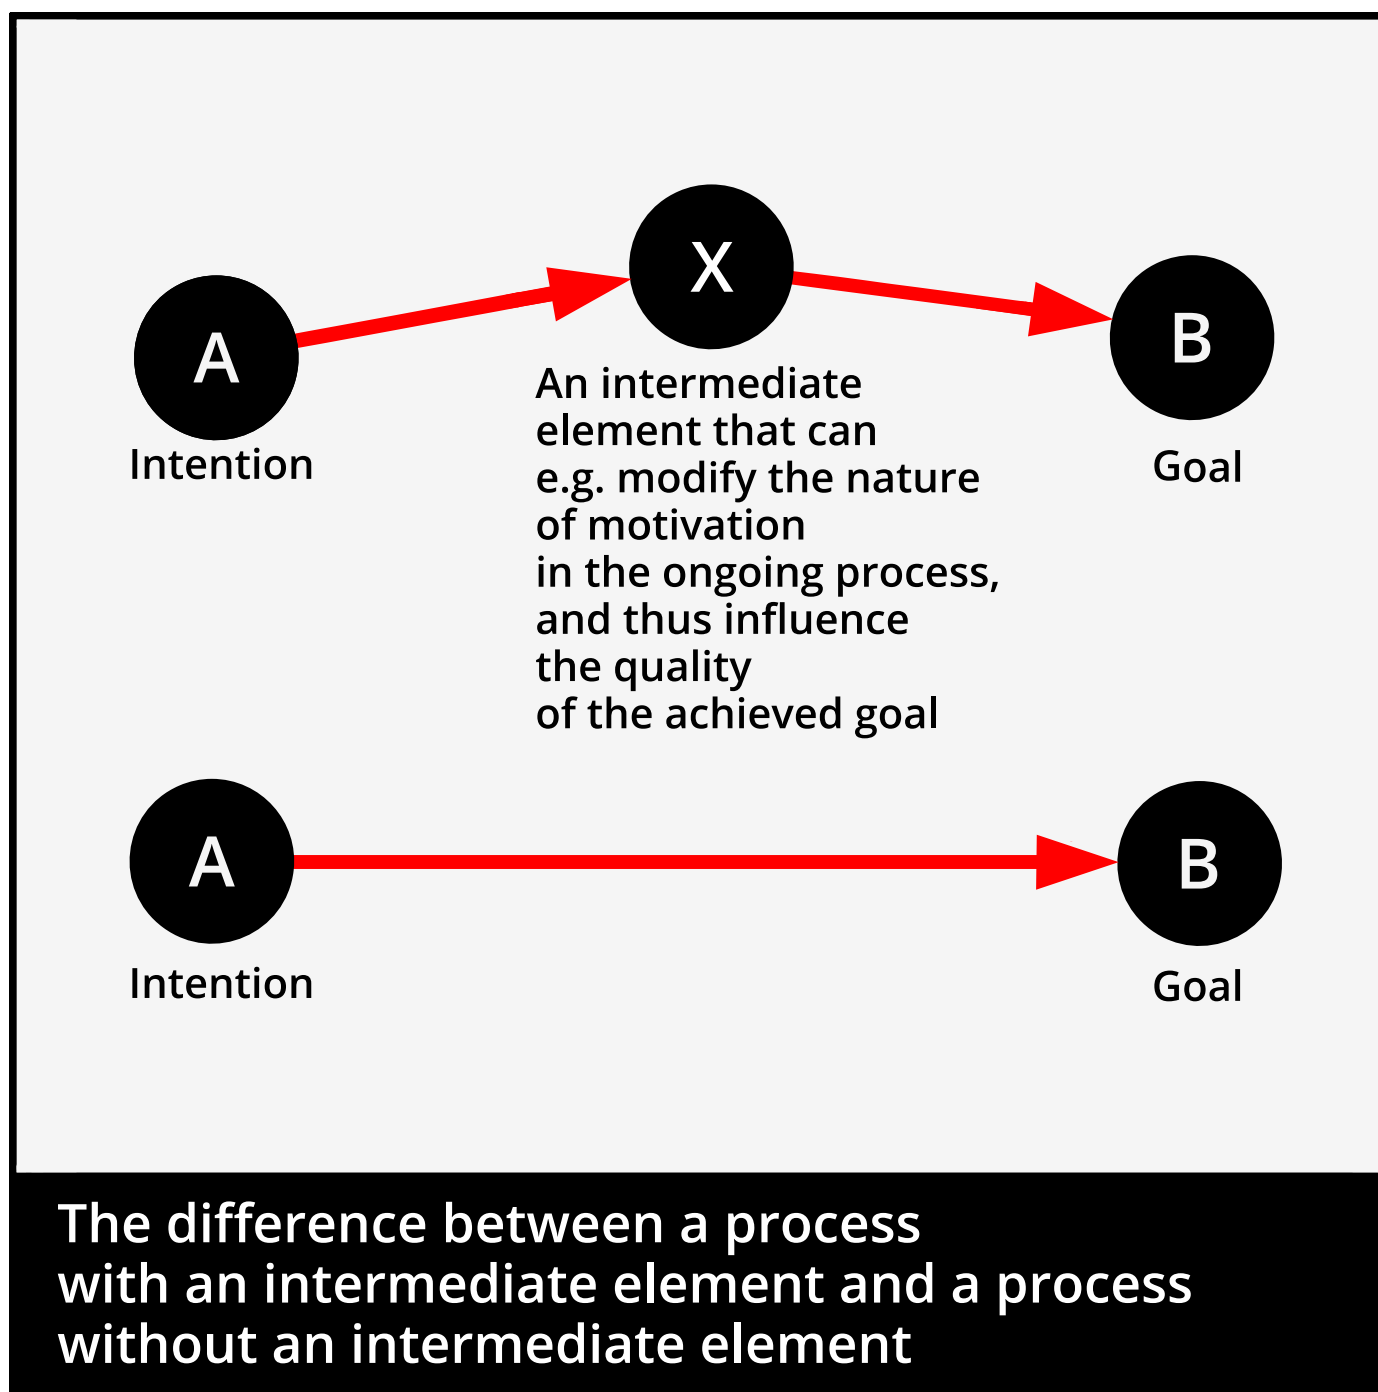 X
A
B
An intermediate
element that can
e.g. modify the nature
of motivation
in the ongoing process,
and thus influence
the quality
of the achieved goal
Intention
Goal
A
B
Intention
Goal
The difference between a process
with an intermediate element and a process
without an intermediate element